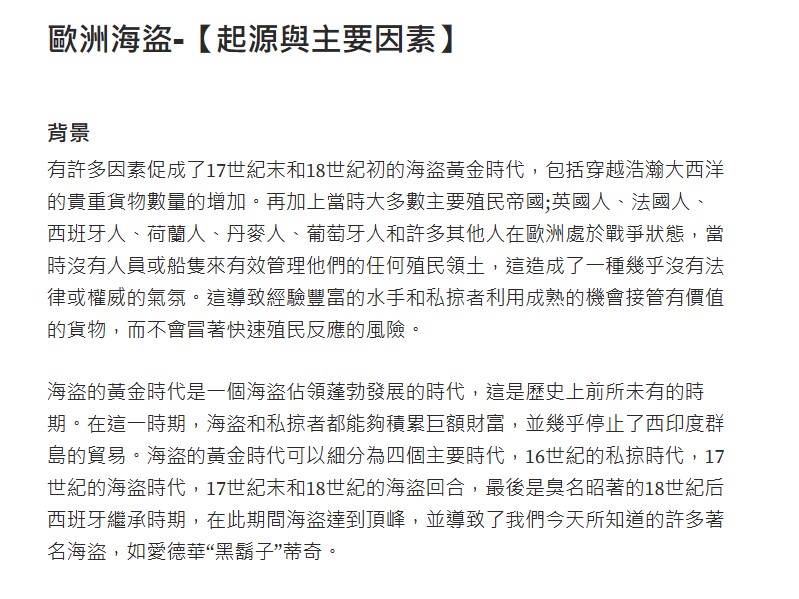 歐洲海盜-【起源與主要因素】
背景
有許多因素促成了17世紀末和18世紀初的海盜黃金時代，包括穿越浩瀚大西洋
的貴重貨物數量的增加。再加上當時大多數主要殖民帝國;英國人、法國人、
西班牙人、荷蘭人、丹麥人、葡萄牙人和許多其他人在歐洲處於戰爭狀態，當
時沒有人員或船隻來有效管理他們的任何殖民領土，這造成了一種幾乎沒有法
律或權威的氣氛。這導致經驗豐富的水手和私掠者利用成熟的機會接管有價值
的貨物，而不會冒著快速殖民反應的風險。
海盜的黃金時代是一個海盜佔領蓬勃發展的時代，這是歷史上前所未有的時
期。在這一時期，海盜和私掠者都能夠積累巨額財富，並幾乎停止了西印度群
島的貿易。海盜的黃金時代可以細分為四個主要時代，16世紀的私掠時代，17
世紀的海盜時代，17世紀末和18世紀的海盜回合，最後是臭名昭著的18世紀后
西班牙繼承時期，在此期間海盜達到頂峰，並導致了我們今天所知道的許多著
名海盜，如愛德華“黑鬍子”蒂奇。